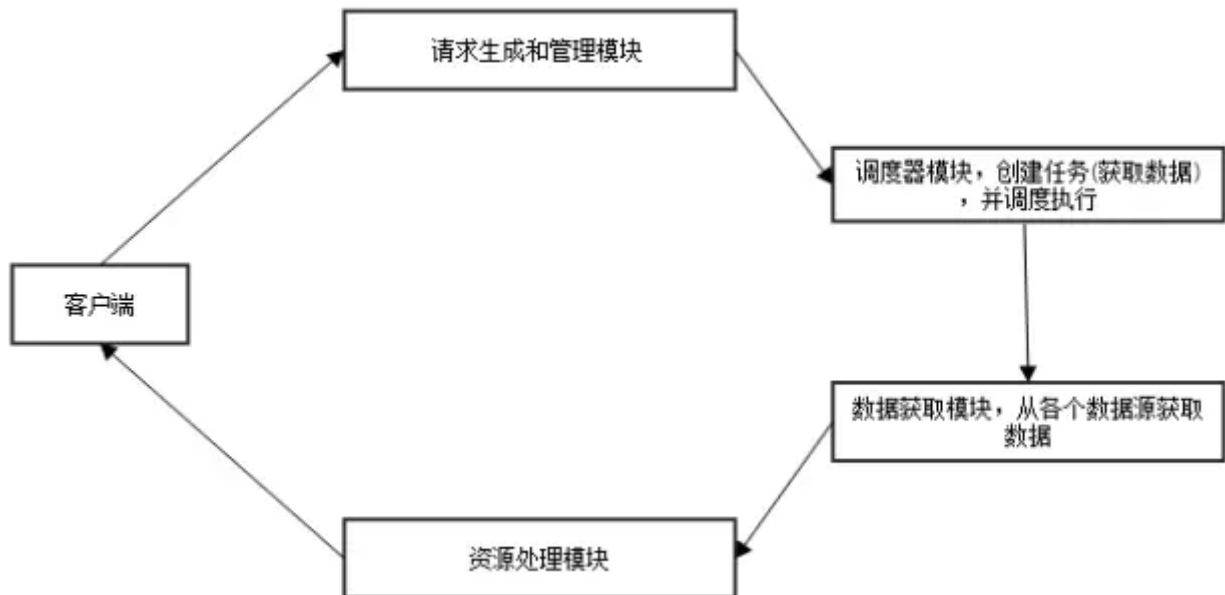 请求生成和管理模块
调度器模块，创建任务(获取数据)
，并调度执行
客户端
数据获取模块，从各个数据源获取
数据
资源处理模块